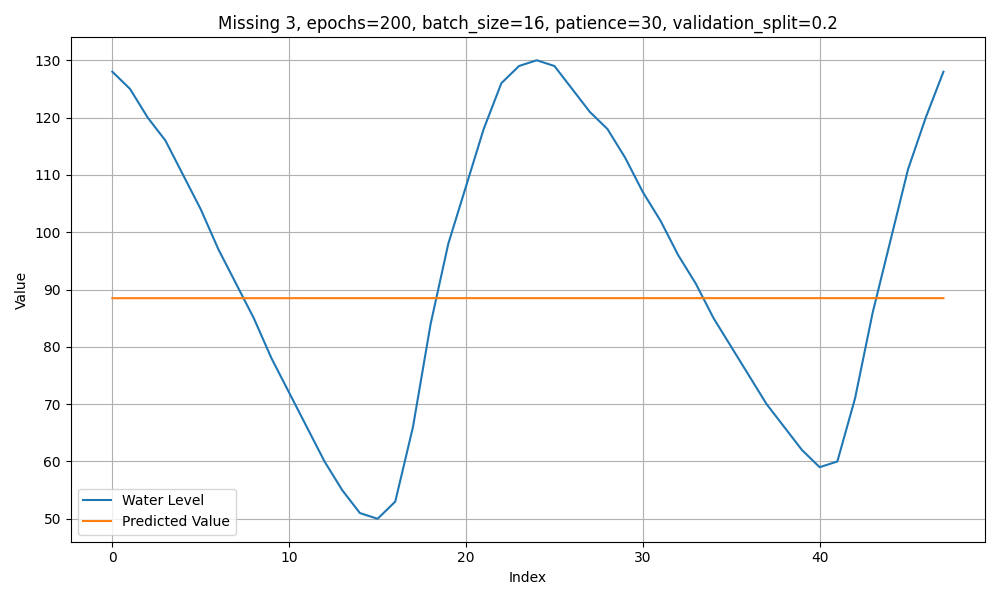 Missing 3, epochs=200, batch_size=16, patience=30, validation_split=0.2
130
120
110
100
90
80
70
60
50
Value
Water Level
Predicted Value
0 10 20 30 40
Index